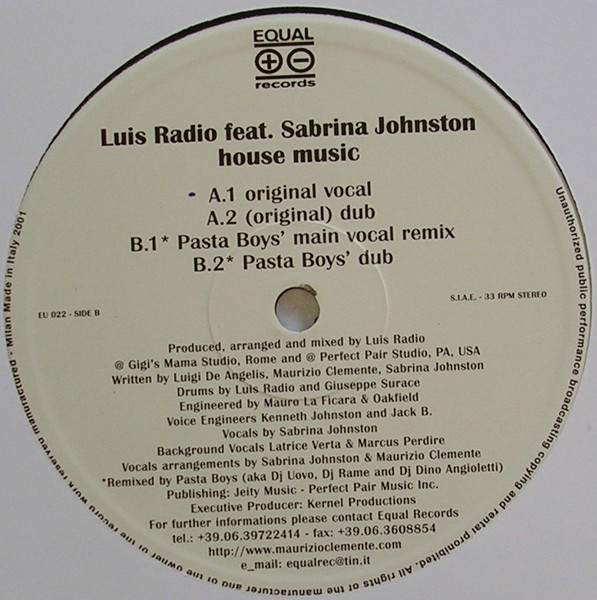 EQUAL
records
Luis Radio feat. Sabrina Johnston
house music
A.1 original vocal
A.2 (original) dub
B.1* Pasta Boys' main vocal remix
B.2* Pasta Boys' dub
EU 022 - SIDE B
S.I.A.E. - 33 RPM STEREO
Produced, arranged and mixed by Luis Radio
@ Gigi's Mama Studio, Rome and @ Perfect Pair Studio, PA, USA
Written by Luigi De Angelis, Maurizio Clemente, Sabrina Johnston
Drums by Luis Radio and Giuseppe Surace
Engineered by Mauro La Ficara & Oakfield
Voice Engineers Kenneth Johnston and Jack B.
Vocals by Sabrina Johnston
Background Vocals Latrice Verta & Marcus Perdire
Vocals arrangements by Sabrina Johnston & Maurizio Clemente
*Remixed by Pasta Boys (aka Dj Uovo, Dj Rame and Dj Dino Angioletti)
Publishing: Jeity Music - Perfect Pair Music Inc.
Executive Producer: Kernel Productions
For further informations please contact Equal Records
tel.: +39.06.39722414 - fax: +39.06.3608854
http://www.maurizioclemente.com
e_mail: equalrec@tin.it
Unauthorized public performance broadcasting copying and rental prohibited. All rights of the manufacturer and of the owner of the record work reserved manufactured - Milan Made in Italy 2001